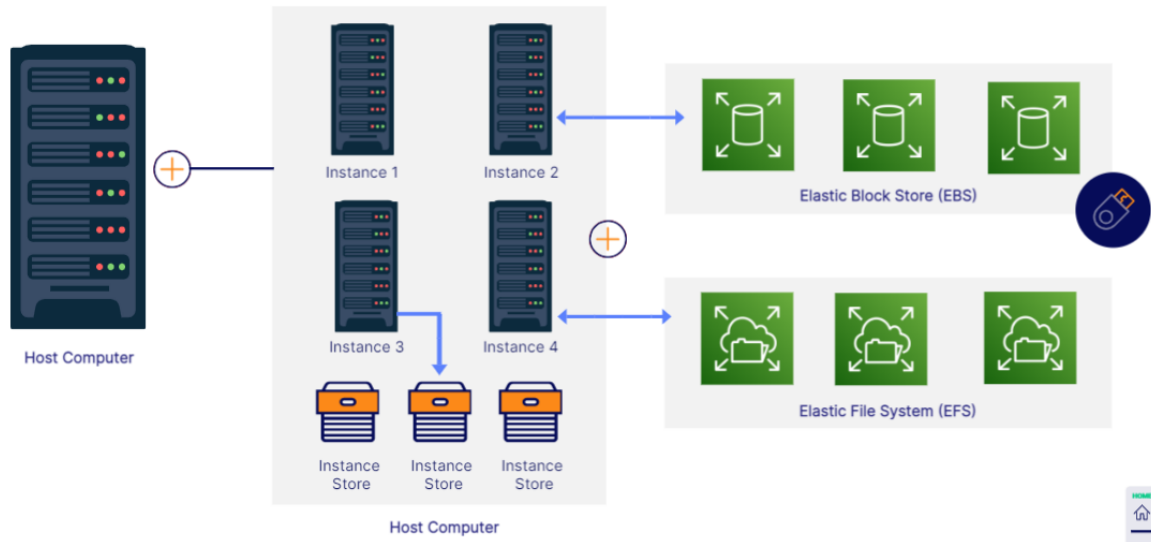 Host Computer
Instance 1
Instance 2
Instance 3
Instance 4
Instance
Store
Instance
Store
Instance
Store
Host Computer
Elastic Block Store (EBS)
Elastic File System (EFS)
HOME